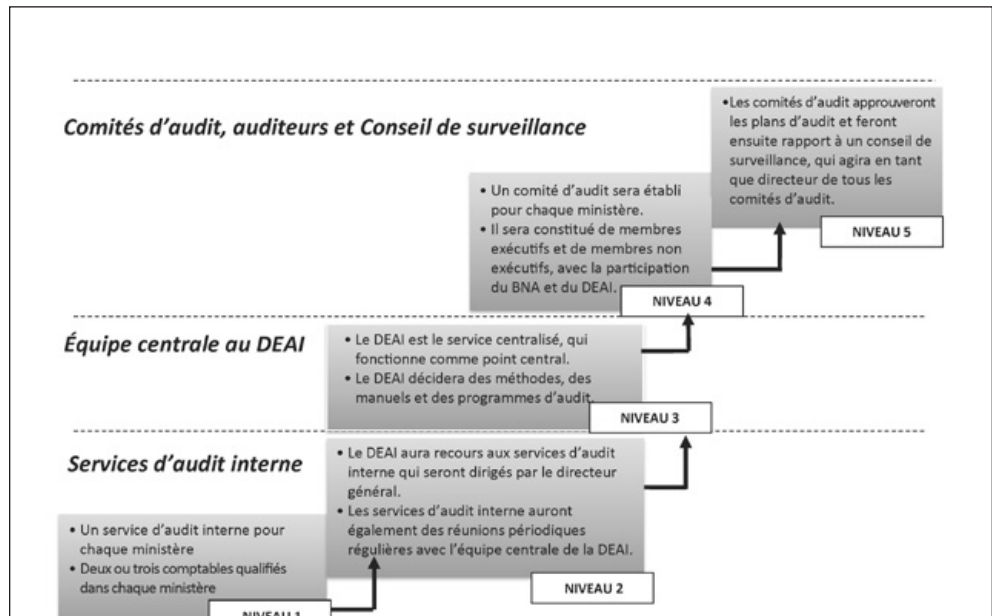 Comités d'audit, auditeurs et Conseil de surveillance
•Les comités d'audit approuveront
les plans d'audit et feront
ensuite rapport à un conseil de
surveillance, qui agira en tant
que directeur de tous les
comités d'audit.
NIVEAU 5
• Un comité d'audit sera établi
pour chaque ministère.
• Il sera constitué de membres
exécutifs et de membres non
exécutifs, avec la participation
du BNA et du DEAI.
NIVEAU 4
Équipe centrale au DEAI
• Le DEAI est le service centralisé, qui
fonctionne comme point central.
• Le DEAI décidera des méthodes, des
manuels et des programmes d'audit.
NIVEAU 3
Services d'audit interne
• Le DEAI aura recours aux services d'audit
interne qui seront dirigés par le directeur
général.
• Les services d'audit interne auront
également des réunions périodiques
régulières avec l'équipe centrale de la DEAI.
NIVEAU 2
• Un service d'audit interne pour
chaque ministère
• Deux ou trois comptables qualifiés
dans chaque ministère
NIVEAU 1